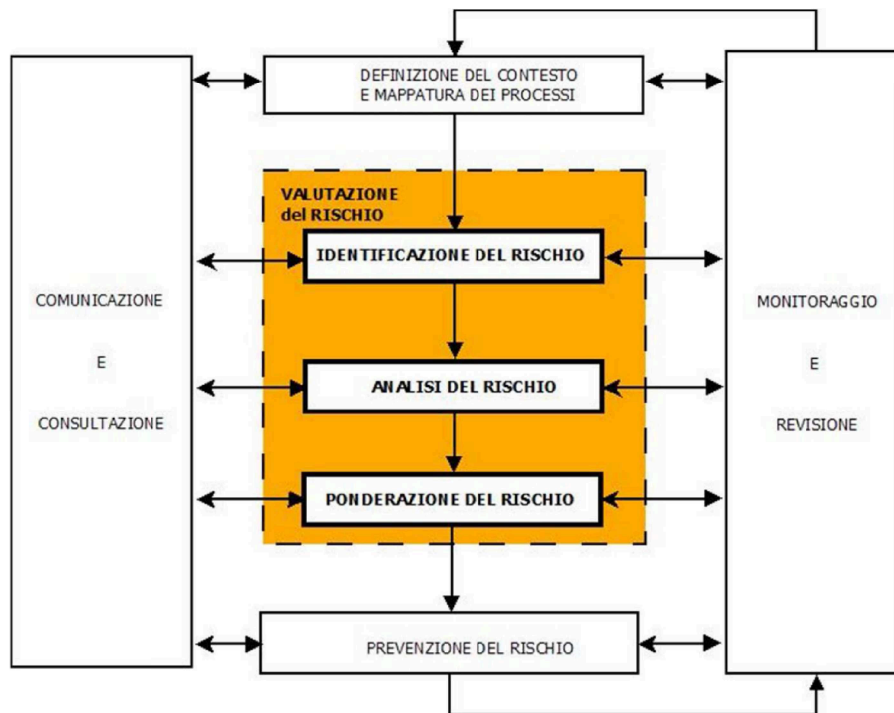 DEFINIZIONE DEL CONTESTO
E MAPPATURA DEI PROCESSI
VALUTAZIONE
del RISCHIO
IDENTIFICAZIONE DEL RISCHIO
COMUNICAZIONE
E
CONSULTAZIONE
ANALISI DEL RISCHIO
MONITORAGGIO
E
REVISIONE
PONDERAZIONE DEL RISCHIO
PREVENZIONE DEL RISCHIO